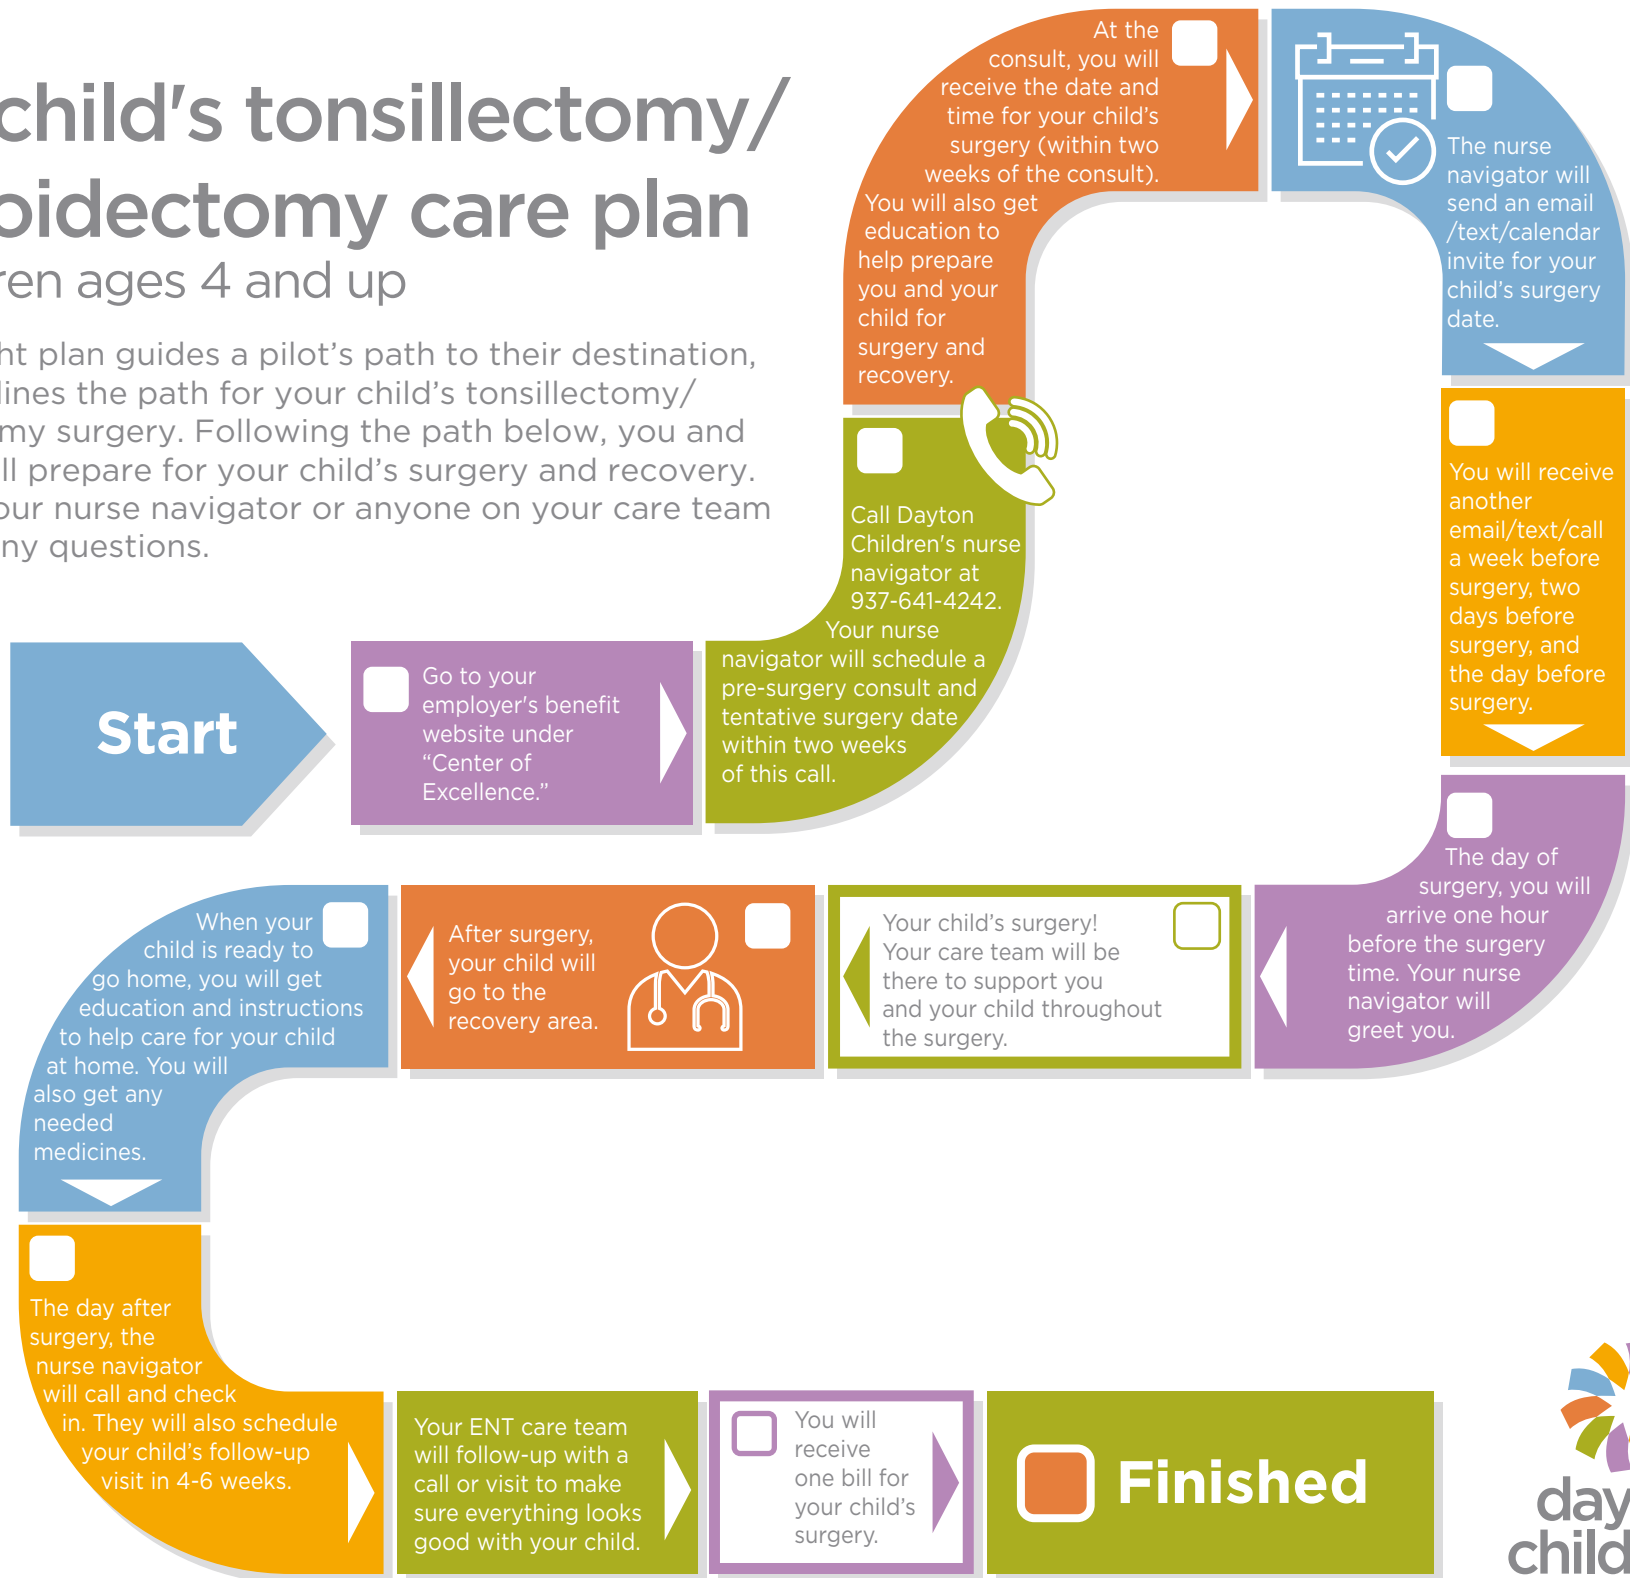 child's tonsillectomy/
oidectomy care plan
ren ages 4 and up
ht plan guides a pilot's path to their destination,
lines the path for your child's tonsillectomy/
my surgery. Following the path below, you and
ll prepare for your child's surgery and recovery.
our nurse navigator or anyone on your care team
ny questions.
Start
Go to your
employer's benefit
website under
“Center of
Excellence.”
Call Dayton
Children's nurse
navigator at
937-641-4242.
Your nurse
navigator will schedule a
pre-surgery consult and
tentative surgery date
within two weeks
of this call.
At the
consult, you will
receive the date and
time for your child's
surgery (within two
weeks of the consult).
You will also get
education to
help prepare
you and your
child for
surgery and
recovery.
The nurse
navigator will
send an email
/text/calendar
invite for your
child's surgery
date.
You will receive
another
email/text/call
a week before
surgery, two
days before
surgery, and
the day before
surgery.
The day of
surgery, you will
arrive one hour
before the surgery
time. Your nurse
navigator will
greet you.
Your child's surgery!
Your care team will be
there to support you
and your child throughout
the surgery.
After surgery,
your child will
go to the
recovery area.
When your
child is ready to
go home, you will get
education and instructions
to help care for your child
at home. You will
also get any
needed
medicines.
The day after
surgery, the
nurse navigator
will call and check
in. They will also schedule
your child's follow-up
visit in 4-6 weeks.
Your ENT care team
will follow-up with a
call or visit to make
sure everything looks
good with your child.
You will
receive
one bill for
your child's
surgery.
Finished
day
child